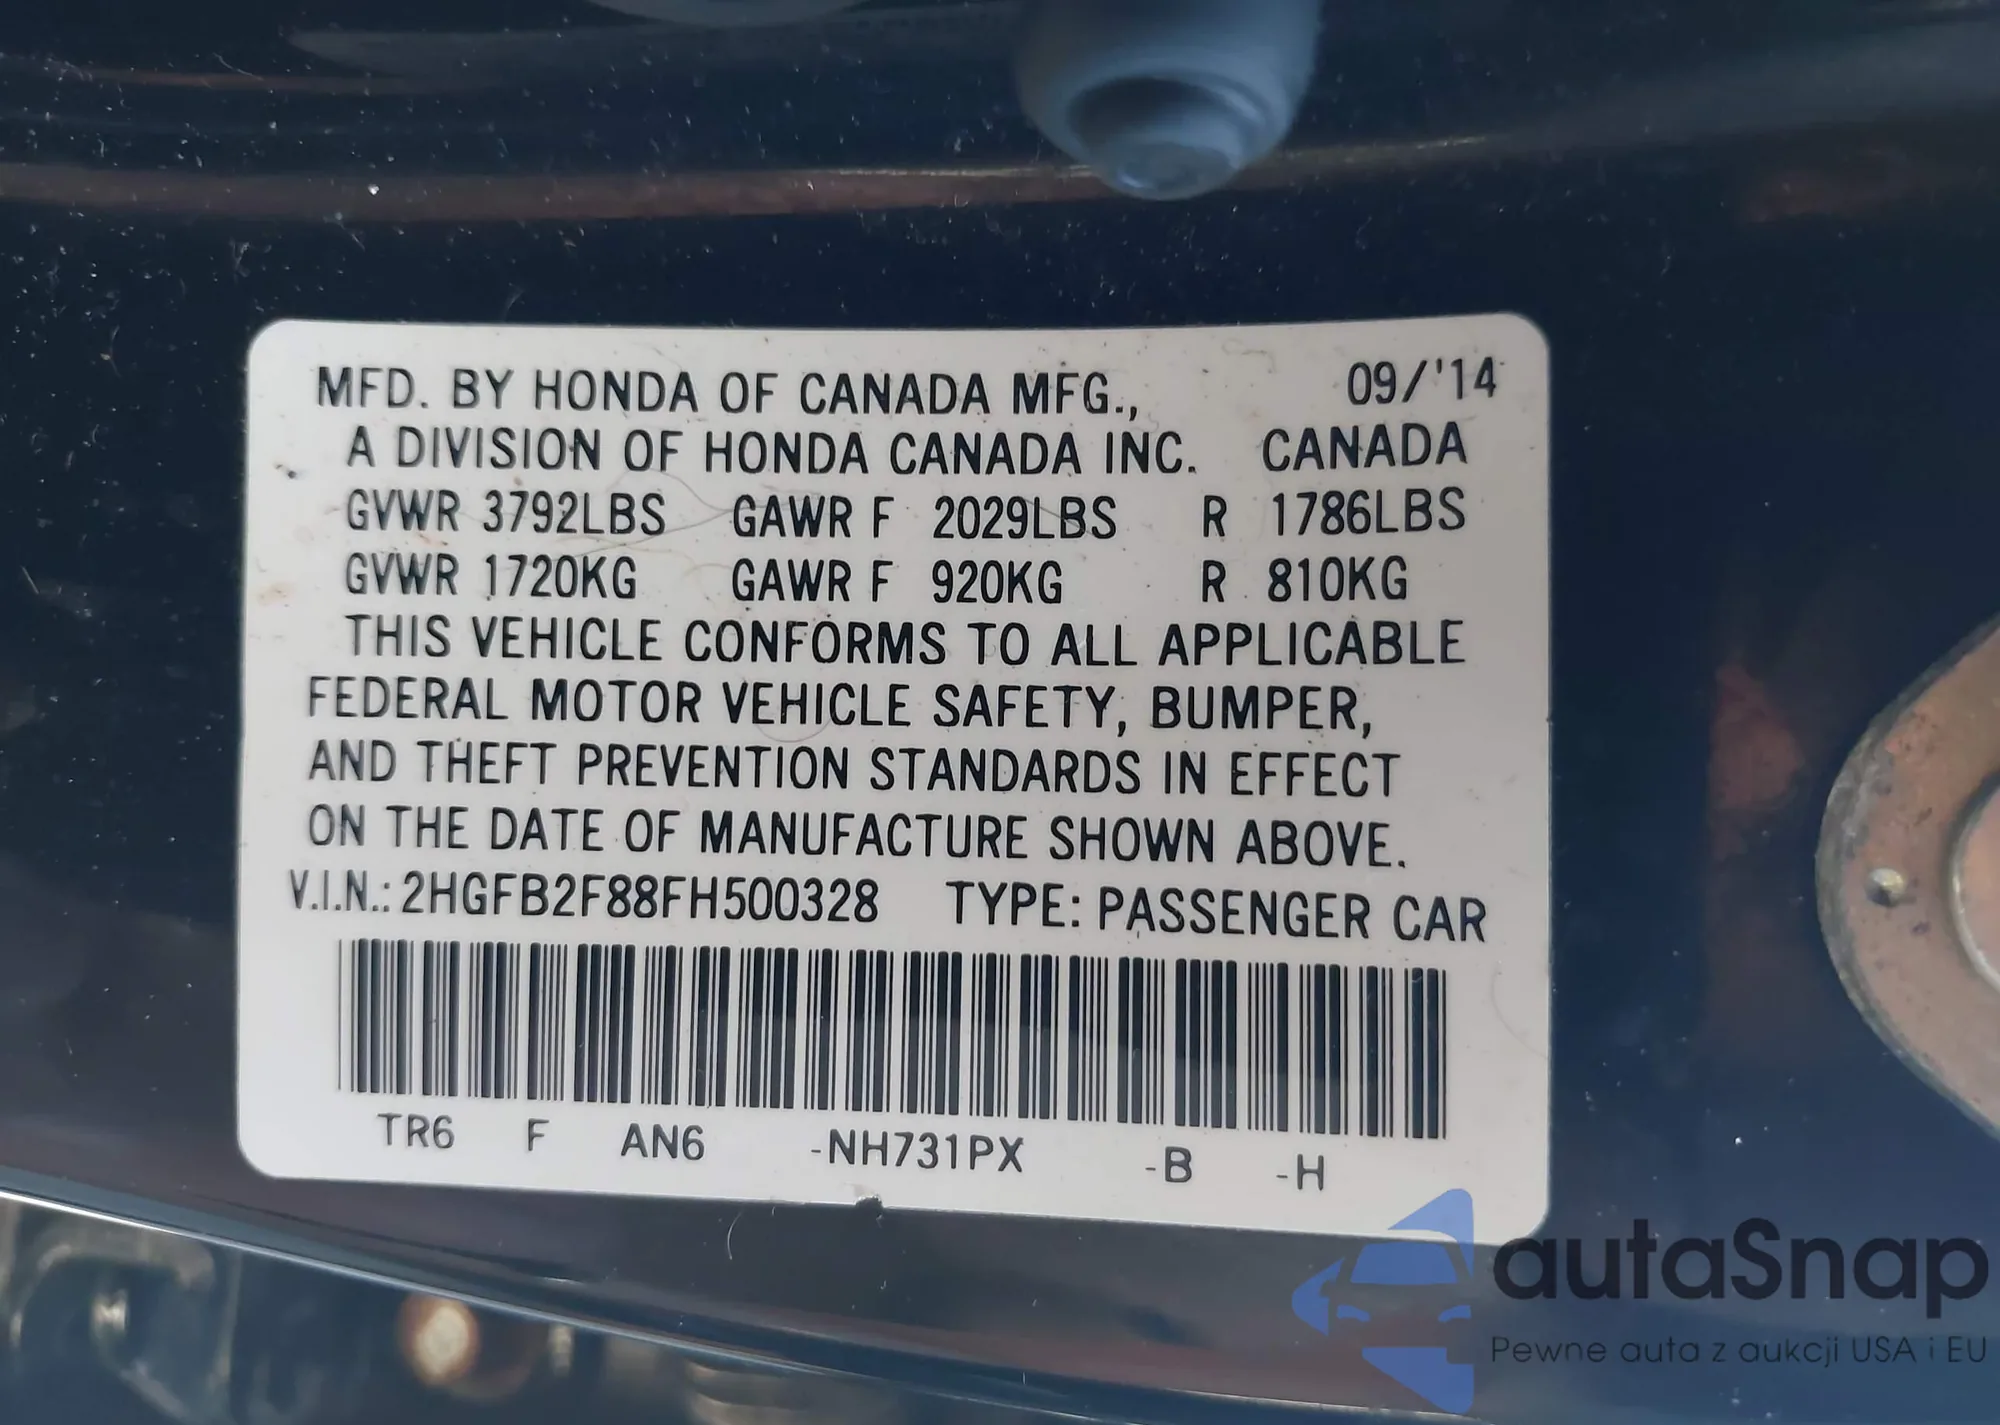 MFD. BY HONDA OF CANADA MFG., 09/'14
A DIVISION OF HONDA CANADA INC. CANADA
GVWR 3792LBS GAWR F 2029LBS R 1786LBS
GVWR 1720KG GAWR F 920KG R 810KG
THIS VEHICLE CONFORMS TO ALL APPLICABLE
FEDERAL MOTOR VEHICLE SAFETY, BUMPER,
AND THEFT PREVENTION STANDARDS IN EFFECT
ON THE DATE OF MANUFACTURE SHOWN ABOVE.
V.I.N.: 2HGFB2F88FH500328 TYPE: PASSENGER CAR
TR6 F AN6 -NH731PX -B -H
autaSnap
Pewne auta z aukcji USA i EU